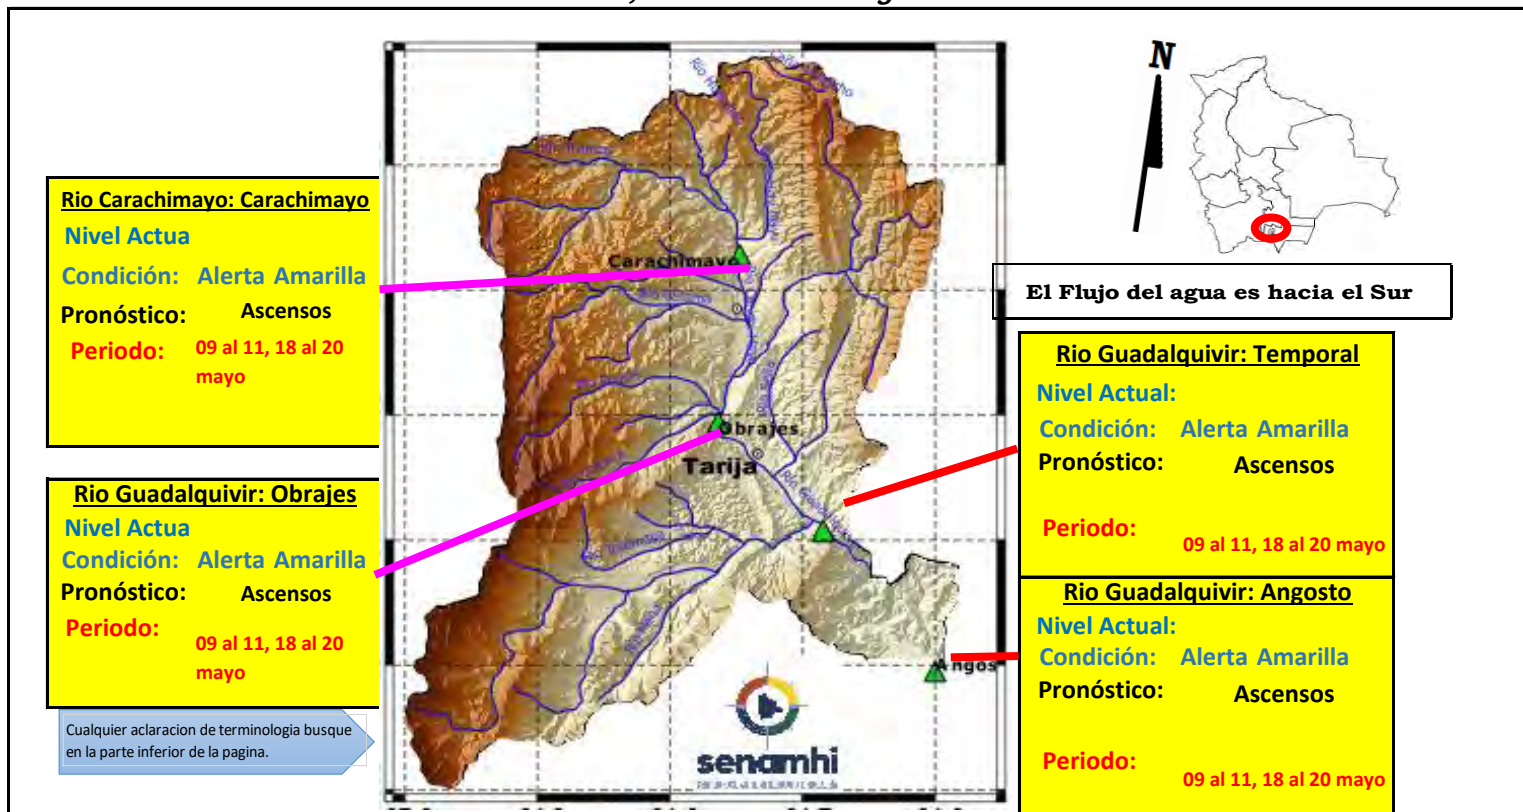 N
El Flujo del agua es hacia el Sur
Rio Carachimayo: Carachimayo
Nivel Actua
Condición: Alerta Amarilla
Pronóstico: Ascensos
Periodo: 09 al 11, 18 al 20
mayo
Rio Guadalquivir: Obrajes
Nivel Actua
Condición: Alerta Amarilla
Pronóstico: Ascensos
Periodo: 09 al 11, 18 al 20
mayo
Cualquier aclaracion de terminologia busque
en la parte inferior de la pagina.
Carachimayo
Obrajes
Tarija
Angos
senamhi
Rio Guadalquivir: Temporal
Nivel Actual:
Condición: Alerta Amarilla
Pronóstico: Ascensos
Periodo: 09 al 11, 18 al 20 mayo
Rio Guadalquivir: Angosto
Nivel Actual:
Condición: Alerta Amarilla
Pronóstico: Ascensos
Periodo: 09 al 11, 18 al 20 mayo